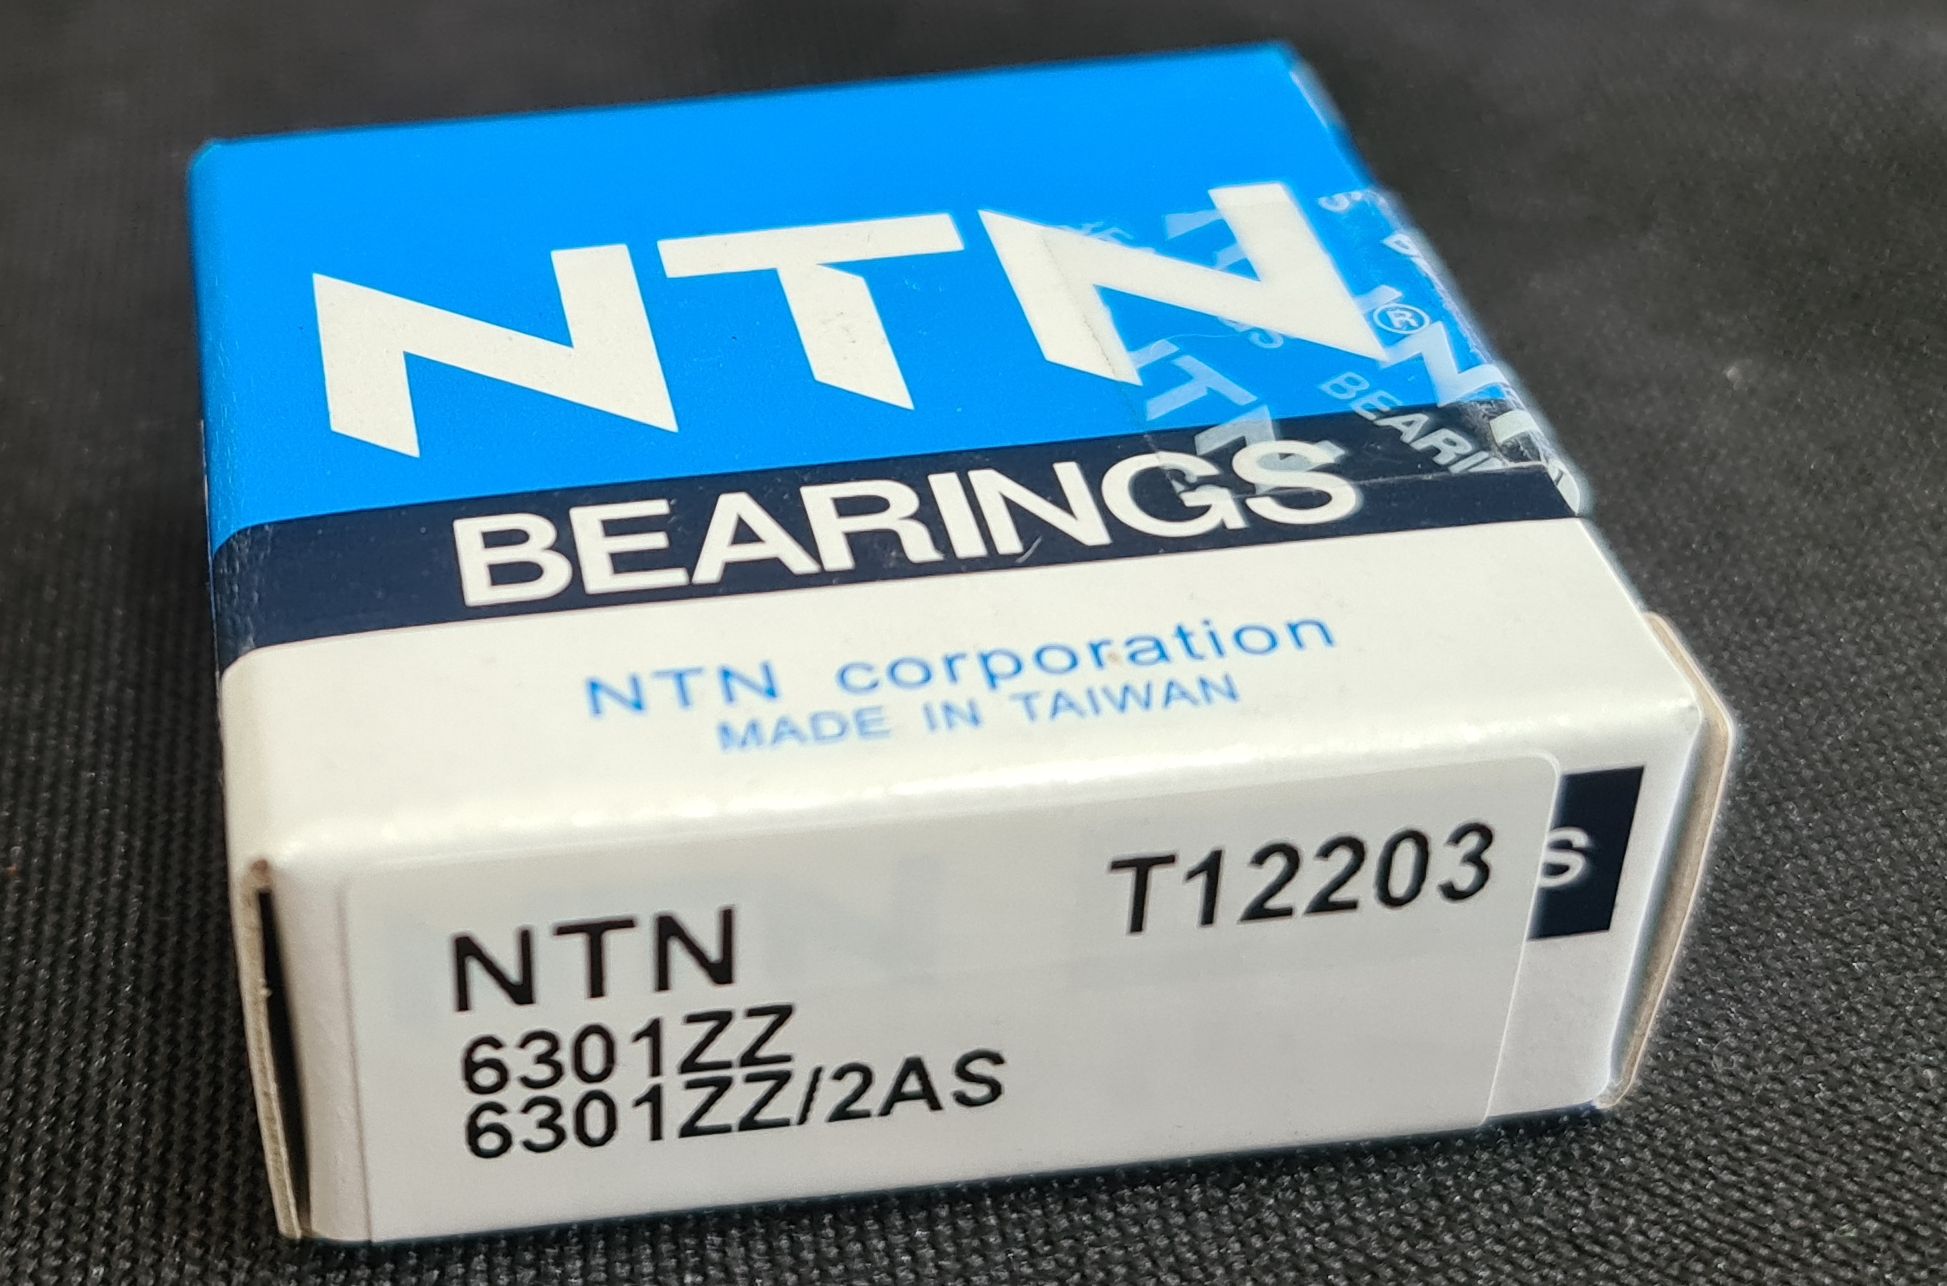 NTN
BEARINGS
NTN corporation
MADE IN TAIWAN
NTN T12203
6301ZZ
6301ZZ/2AS
S